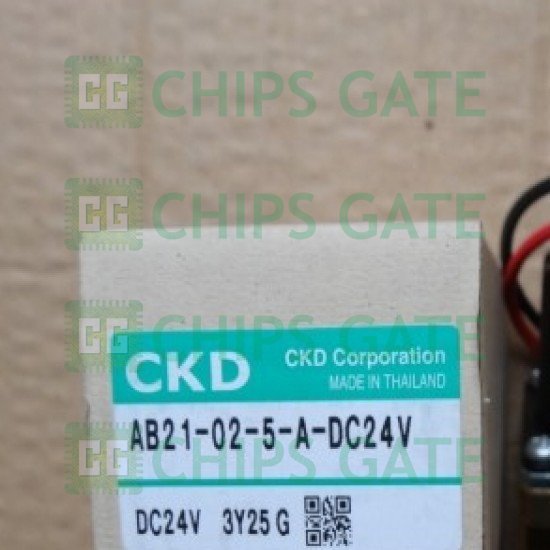 CG CHIPS GATE
CG CHIPS GATE
CG CHIPS GATE
CKD
CKD Corporation
MADE IN THAILAND
AB21-02-5-A-DC24V
CG CHIPS GATE
DC24V 3Y25 G